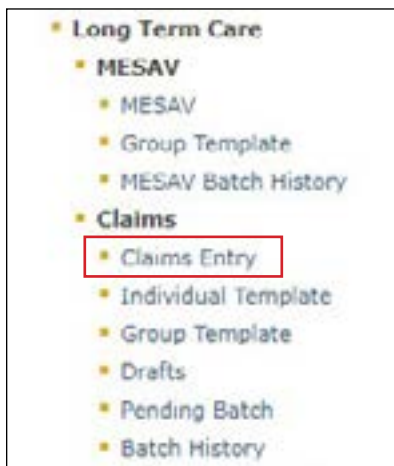 Long Term Care
MESAV
MESAV
Group Template
MESAV Batch History
Claims
Claims Entry
Individual Template
Group Template
Drafts
Pending Batch
Batch History